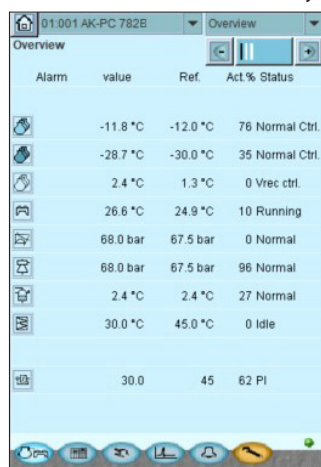 01:001 AK-PC 782B Overview
Overview
Alarm value Ref. Act.% Status
-11.8 °C -12.0 °C 76 Normal Ctrl.
-28.7 °C -30.0 °C 35 Normal Ctrl.
2.4 °C 1.3 °C 0 Vrec ctrl.
26.6 °C 24.9 °C 10 Running
68.0 bar 67.5 bar 0 Normal
68.0 bar 67.5 bar 96 Normal
2.4 °C 2.4 °C 27 Normal
30.0 °C 45.0 °C 0 Idle
30.0 45 62 PI